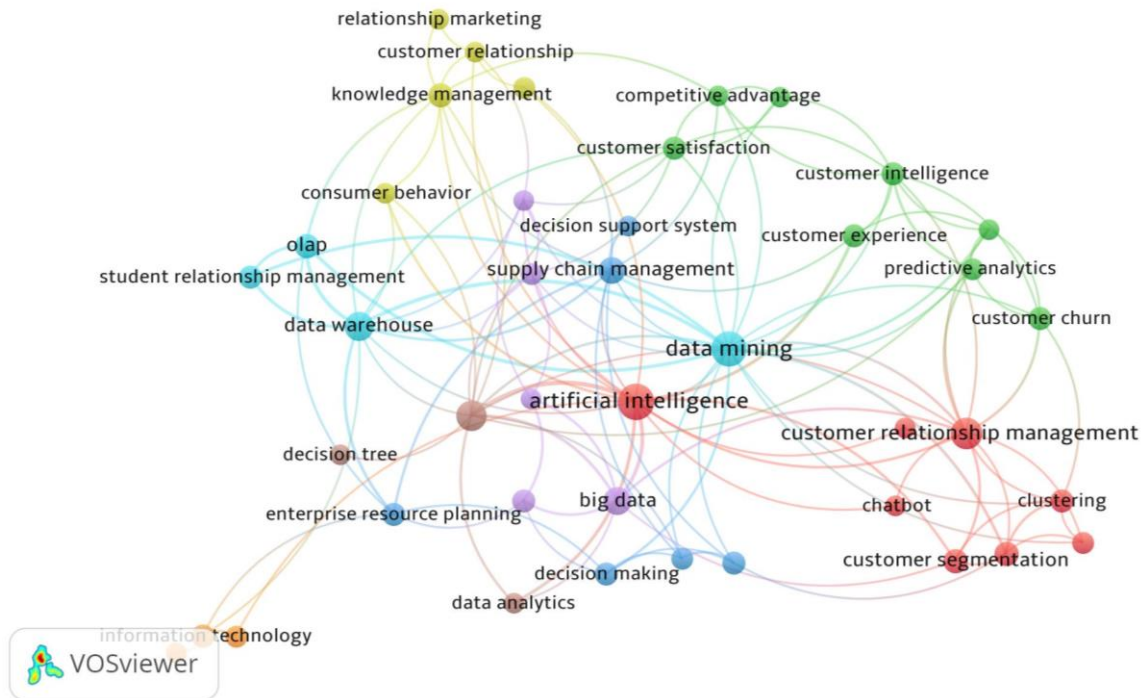 relationship marketing
customer relationship
knowledge management
competitive advantage
customer satisfaction
customer intelligence
consumer behavior
decision support system
customer experience
olap
student relationship management
supply chain management
predictive analytics
data warehouse
customer churn
data mining
artificial intelligence
customer relationship management
decision tree
big data
chatbot
clustering
enterprise resource planning
customer segmentation
decision making
data analytics
information technology
VOSviewer